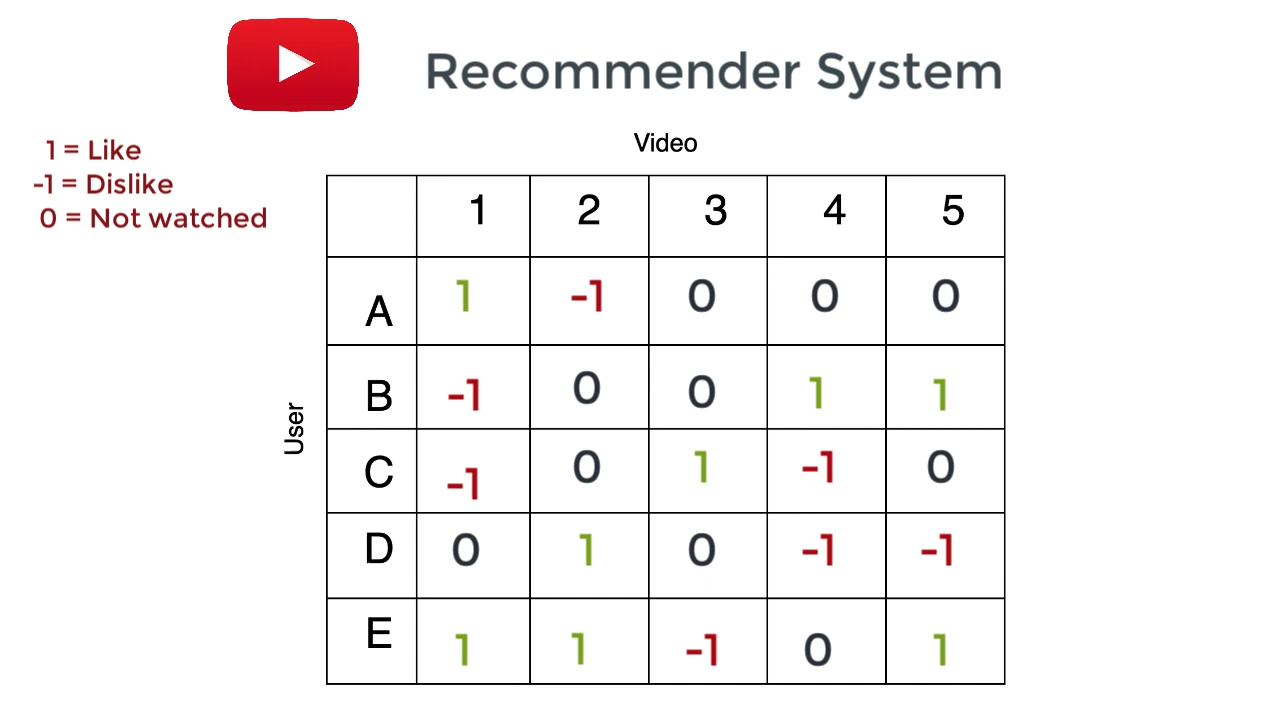 Recommender System
1 = Like
-1 = Dislike
0 = Not watched
Video
User
1 2 3 4 5
A 1 -1 0 0 0
B -1 0 0 1 1
C -1 0 1 -1 0
D 0 1 0 -1 -1
E 1 1 -1 0 1